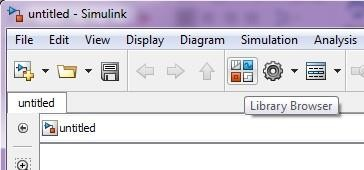 untitled - Simulink
File Edit View Display Diagram Simulation Analysis
Library Browser
untitled
untitled